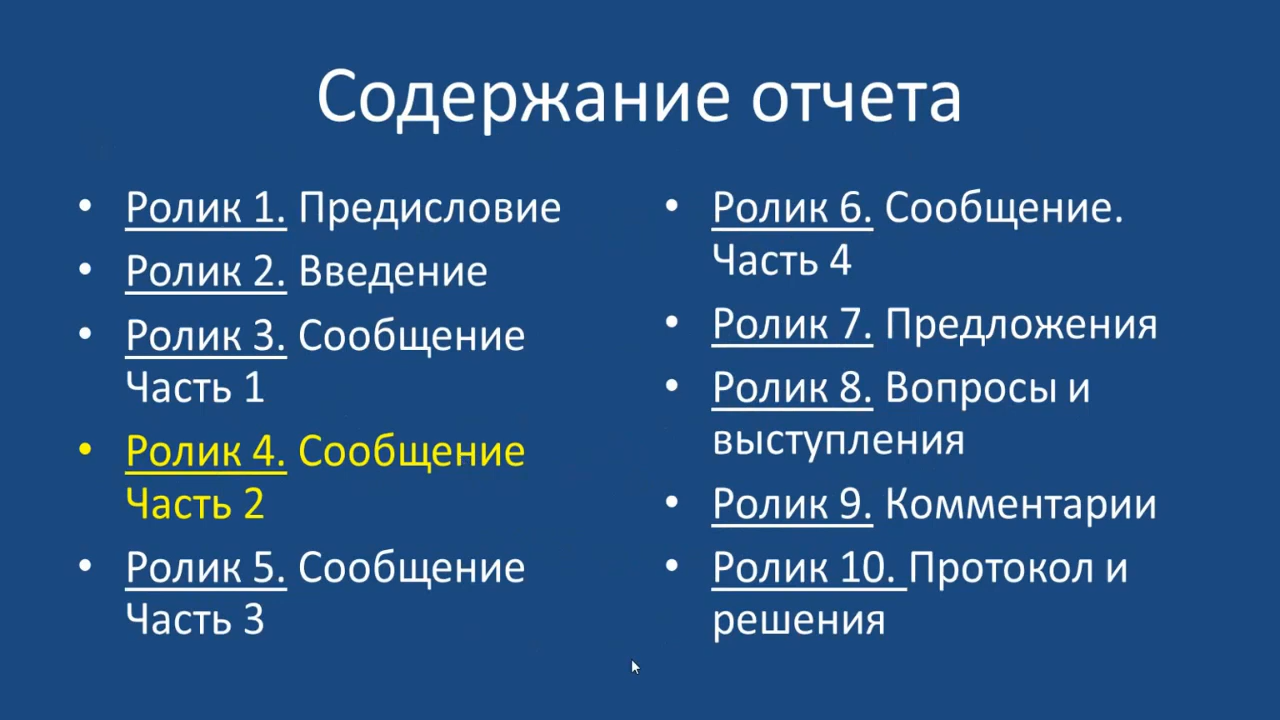 Содержание отчета
• Ролик 1. Предисловие
• Ролик 2. Введение
• Ролик 3. Сообщение
Часть 1
• Ролик 4. Сообщение
Часть 2
• Ролик 5. Сообщение
Часть 3
• Ролик 6. Сообщение.
Часть 4
• Ролик 7. Предложения
• Ролик 8. Вопросы и
выступления
• Ролик 9. Комментарии
• Ролик 10. Протокол и
решения